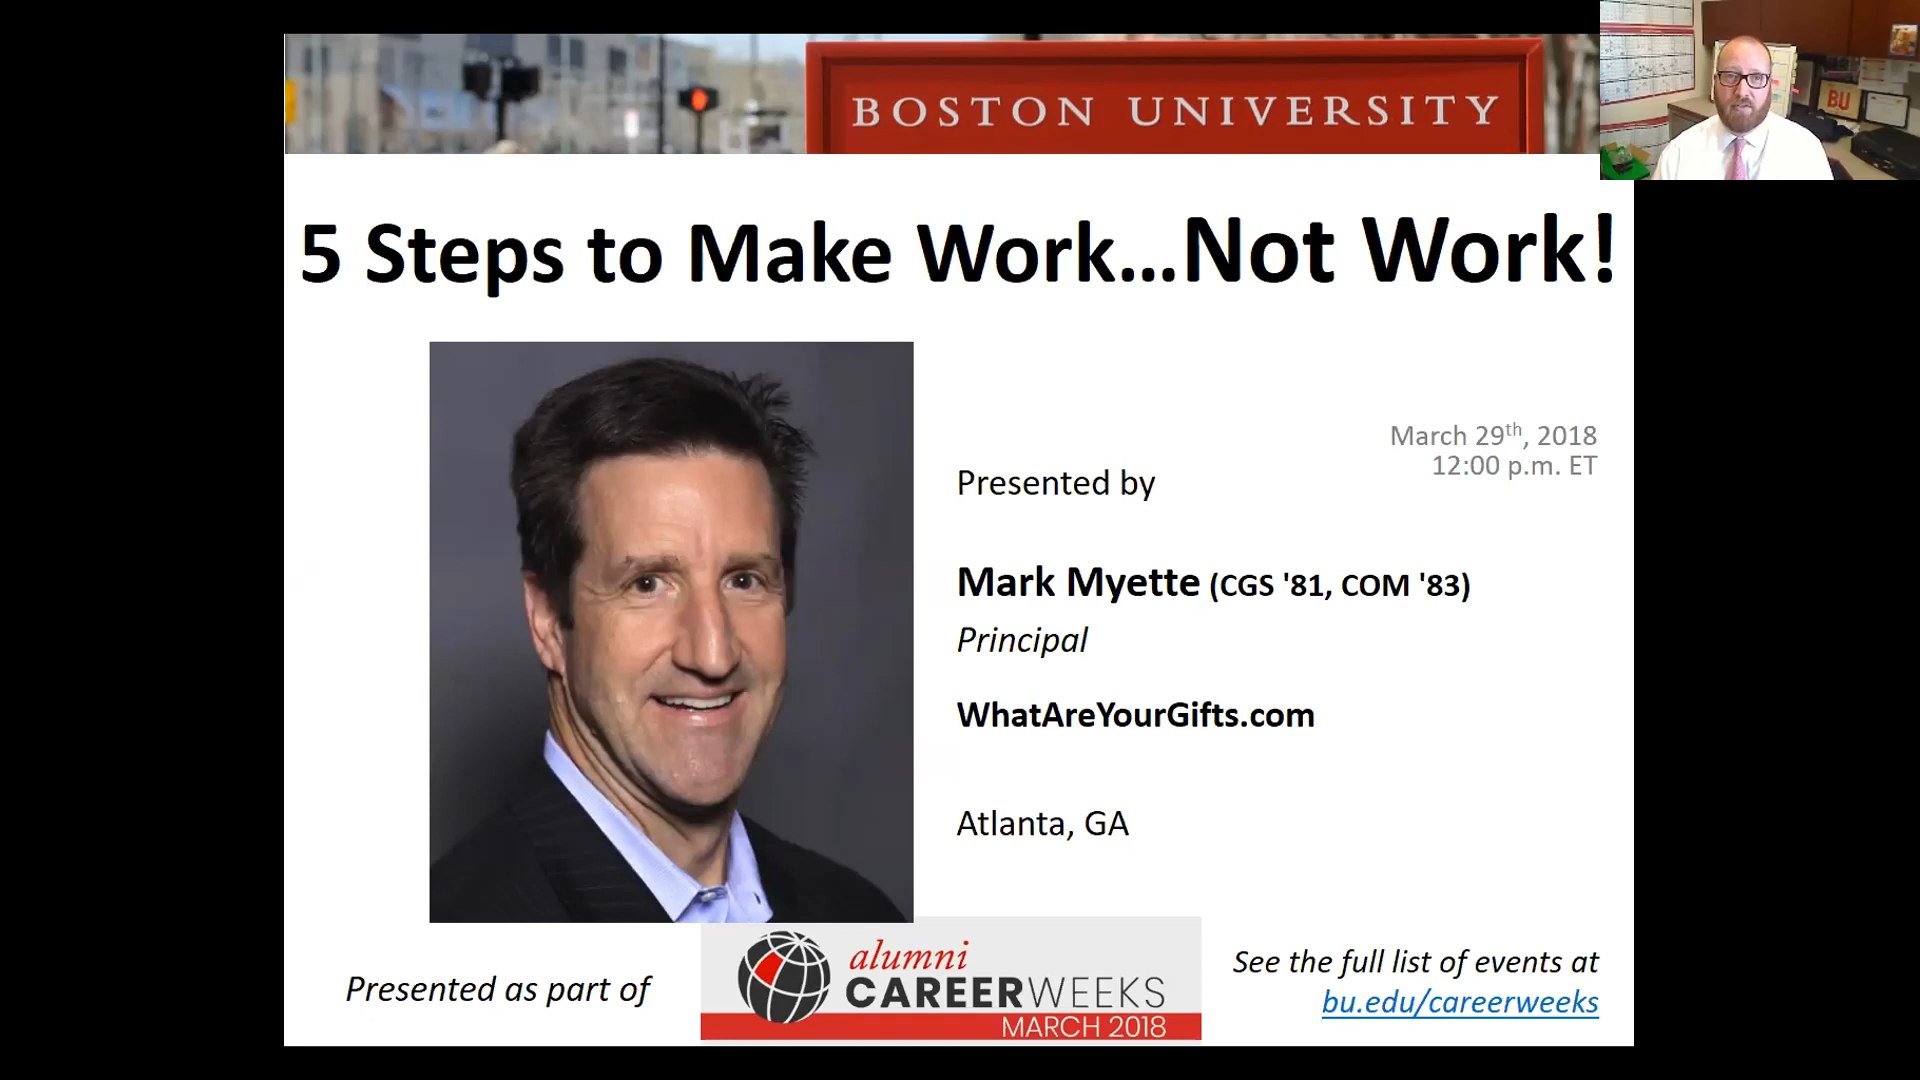 BOSTON UNIVERSITY
BU
5 Steps to Make Work...Not Work!
March 29th, 2018
12:00 p.m. ET
Presented by
Mark Myette (CGS '81, COM '83)
Principal
WhatAreYourGifts.com
Atlanta, GA
Presented as part of
alumni
CAREERWEEKS
MARCH 2018
See the full list of events at
bu.edu/careerweeks